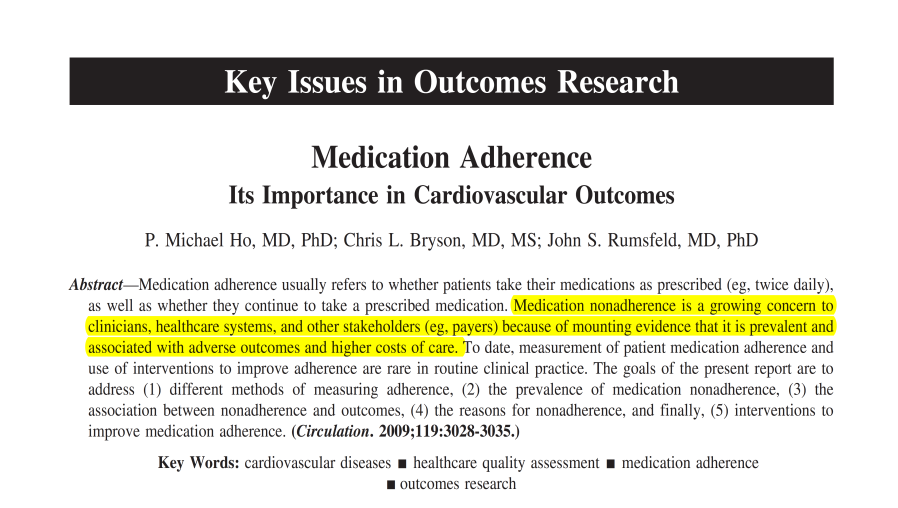 Key Issues in Outcomes Research
Medication Adherence
Its Importance in Cardiovascular Outcomes
P. Michael Ho, MD, PhD; Chris L. Bryson, MD, MS; John S. Rumsfeld, MD, PhD
Abstract—Medication adherence usually refers to whether patients take their medications as prescribed (eg, twice daily),
as well as whether they continue to take a prescribed medication. Medication nonadherence is a growing concern to
clinicians, healthcare systems, and other stakeholders (eg, payers) because of mounting evidence that it is prevalent and
associated with adverse outcomes and higher costs of care. To date, measurement of patient medication adherence and
use of interventions to improve adherence are rare in routine clinical practice. The goals of the present report are to
address (1) different methods of measuring adherence, (2) the prevalence of medication nonadherence, (3) the
association between nonadherence and outcomes, (4) the reasons for nonadherence, and finally, (5) interventions to
improve medication adherence. (Circulation. 2009;119:3028-3035.)
Key Words: cardiovascular diseases ■ healthcare quality assessment ■ medication adherence
■ outcomes research